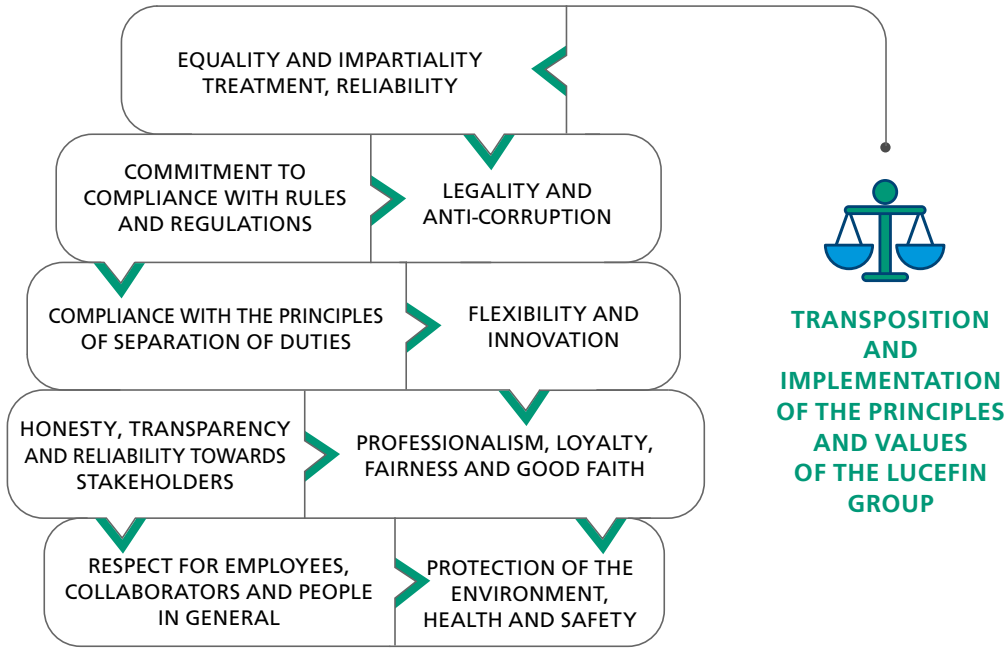 EQUALITY AND IMPARTIALITY
TREATMENT, RELIABILITY
COMMITMENT TO
COMPLIANCE WITH RULES
AND REGULATIONS
LEGALITY AND
ANTI-CORRUPTION
COMPLIANCE WITH THE PRINCIPLES
OF SEPARATION OF DUTIES
FLEXIBILITY AND
INNOVATION
HONESTY, TRANSPARENCY
AND RELIABILITY TOWARDS
STAKEHOLDERS
PROFESSIONALISM, LOYALTY,
FAIRNESS AND GOOD FAITH
RESPECT FOR EMPLOYEES,
COLLABORATORS AND PEOPLE
IN GENERAL
PROTECTION OF THE
ENVIRONMENT,
HEALTH AND SAFETY
TRANSPOSITION
AND
IMPLEMENTATION
OF THE PRINCIPLES
AND VALUES
OF THE LUCEFIN
GROUP